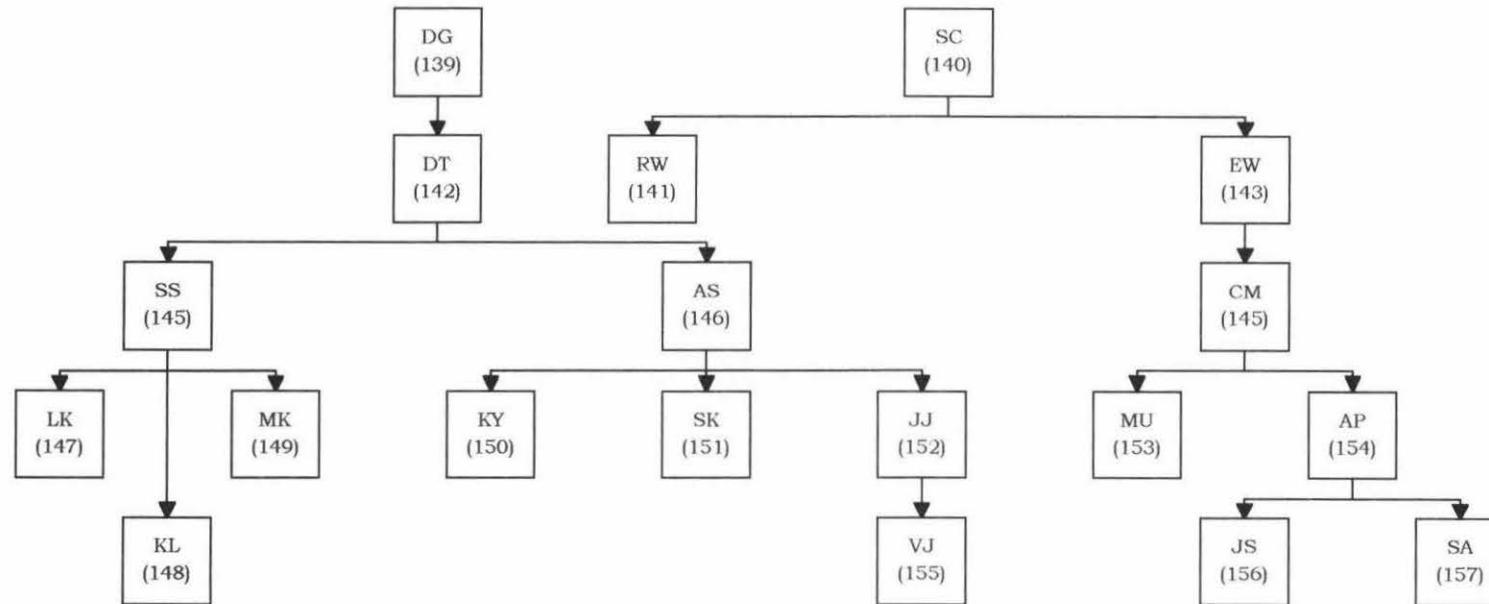 DG
(139)
SC
(140)
DT
(142)
RW
(141)
EW
(143)
SS
(145)
AS
(146)
CM
(145)
LK
(147)
MK
(149)
KY
(150)
SK
(151)
JJ
(152)
MU
(153)
AP
(154)
KL
(148)
VJ
(155)
JS
(156)
SA
(157)